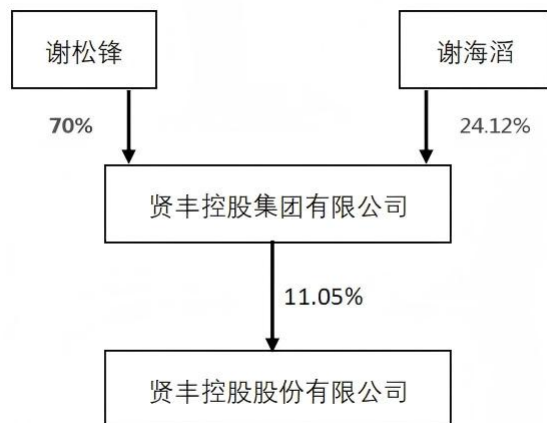 谢松锋
谢海滔
70%
24.12%
贤丰控股集团有限公司
11.05%
贤丰控股股份有限公司